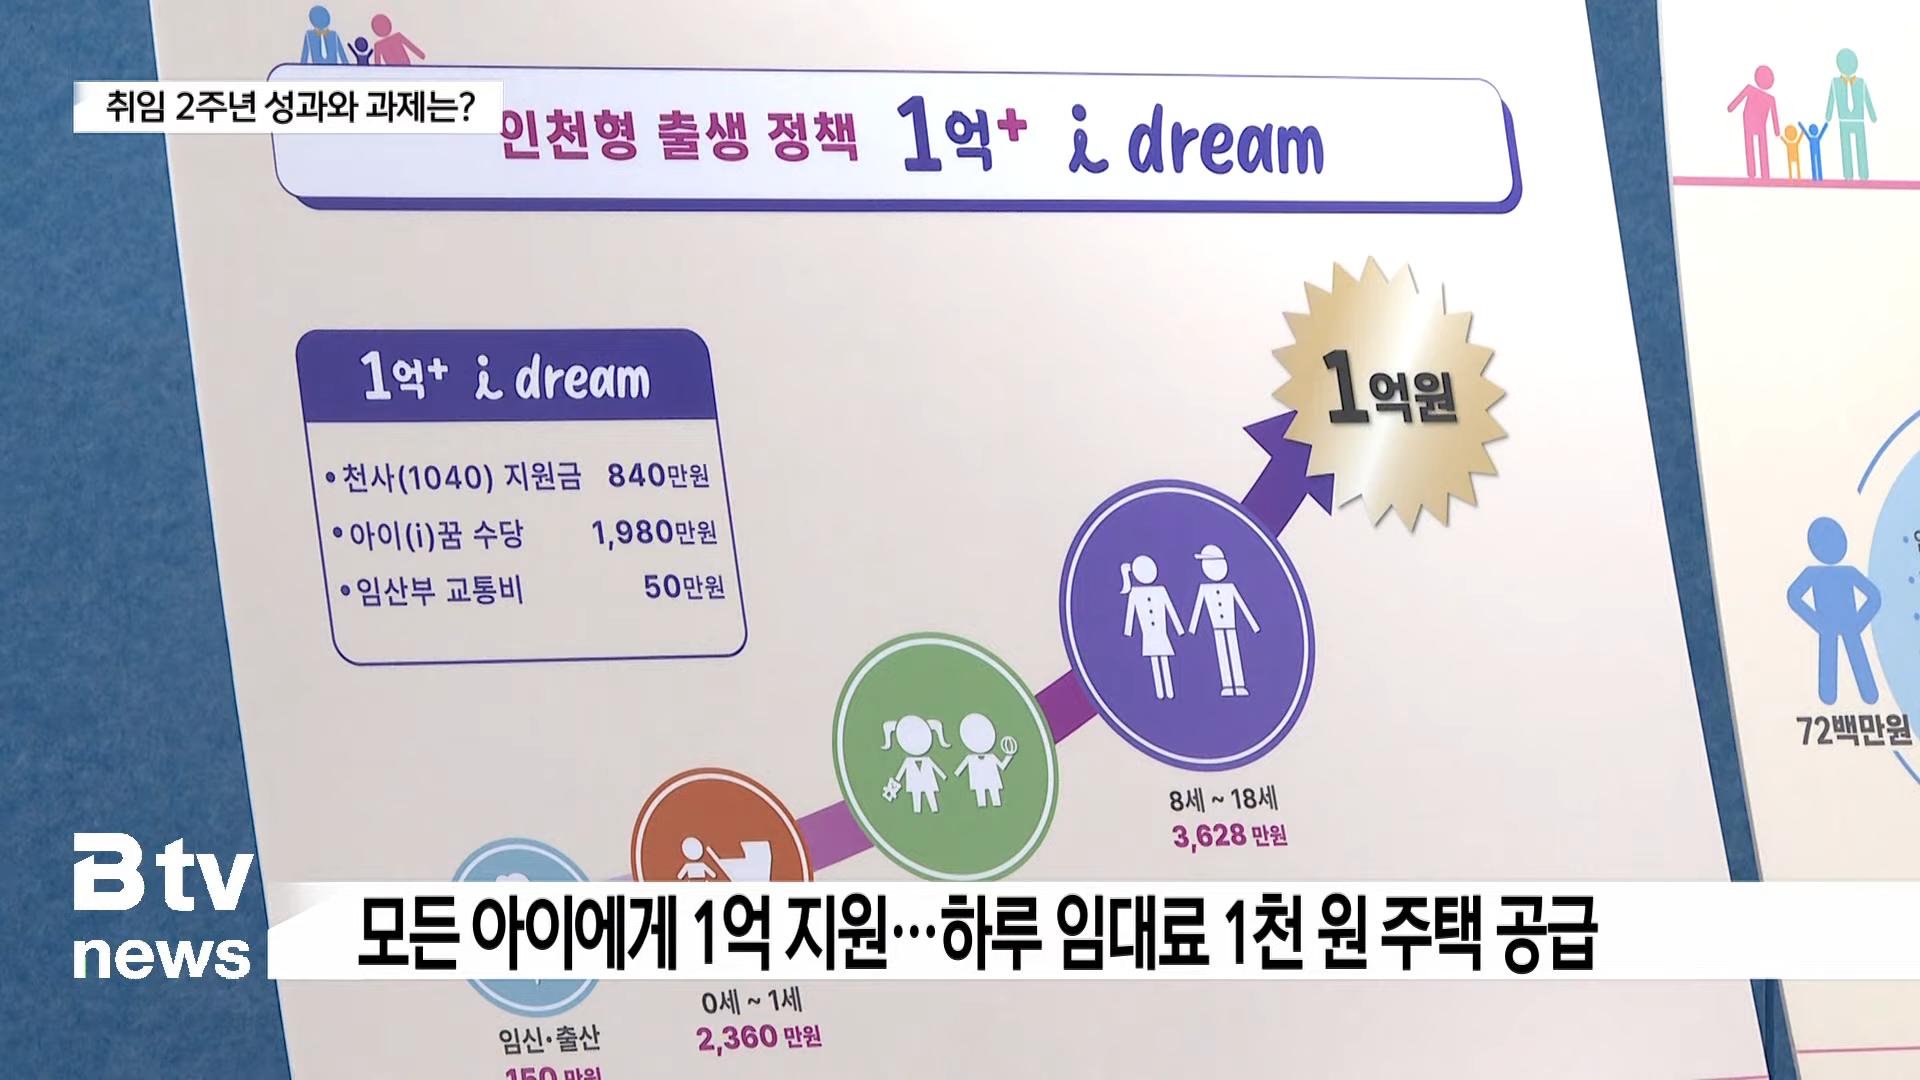 취임 2주년 성과와 과제는?
인천형 출생 정책 1억+ i dream
1억+ i dream
•천사(1040) 지원금 840만원
•아이(i)꿈 수당 1,980만원
•임산부 교통비 50만원
1억원
8세 ~ 18세
3,628 만원
72백만원
B tv
news
모든 아이에게 1억 지원…하루 임대료 1천 원 주택 공급
0세 ~ 1세
2,360 만원
임신·출산
150 만원